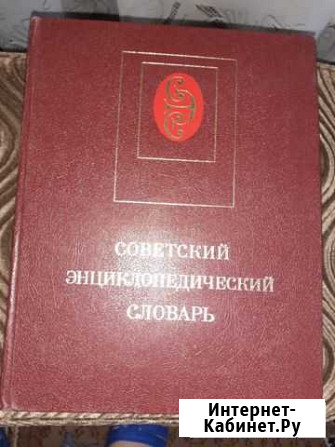 СОВЕТСКИЙ
ЭНЦИКЛОПЕДИЧЕСКИЙ
СЛОВАРЬ
Интернет-
Кабинет.Ру